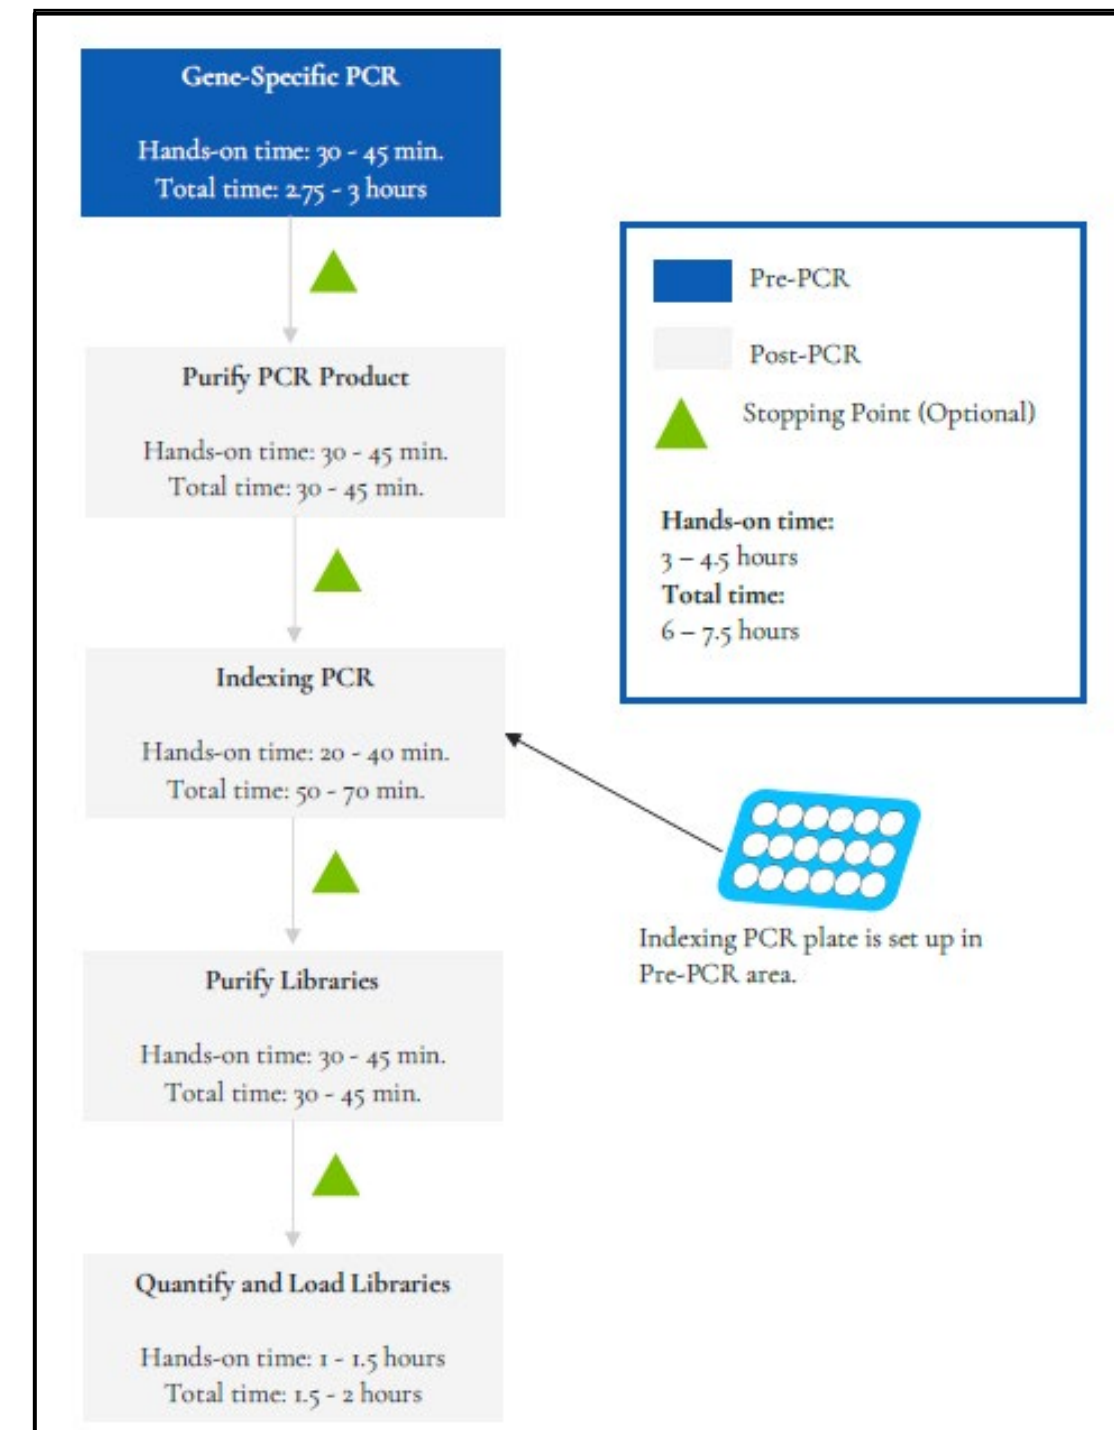 Gene-Specific PCR
Hands-on time: 30 - 45 min.
Total time: 2.75 - 3 hours
Purify PCR Product
Hands-on time: 30 - 45 min.
Total time: 30 - 45 min.
Indexing PCR
Hands-on time: 20 - 40 min.
Total time: 50 - 70 min.
Purify Libraries
Hands-on time: 30 - 45 min.
Total time: 30 - 45 min.
Quantify and Load Libraries
Hands-on time: 1 - 1.5 hours
Total time: 1.5 - 2 hours
Pre-PCR
Post-PCR
Stopping Point (Optional)
Hands-on time:
3 – 4.5 hours
Total time:
6 – 7.5 hours
Indexing PCR plate is set up in
Pre-PCR area.